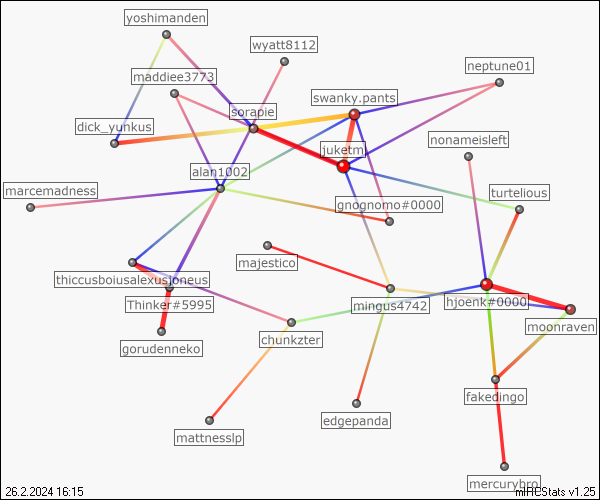 yoshimanden
wyatt8112
neptune01
maddiee3773
swanky.pants
sorapie
dick_yunkus
nonameisleft
juketm
alan1002
marcemadness
turtelious
gnognomo#0000
majestico
thiccusboiusalexusjoneus
Thinker#5995
mingus4742
hjoenk#0000
moonraven
chunkzter
gorudenneko
fakedingo
edgepanda
mattnesslp
mercurybro
26.2.2024 16:15
mIRCStats v1.25